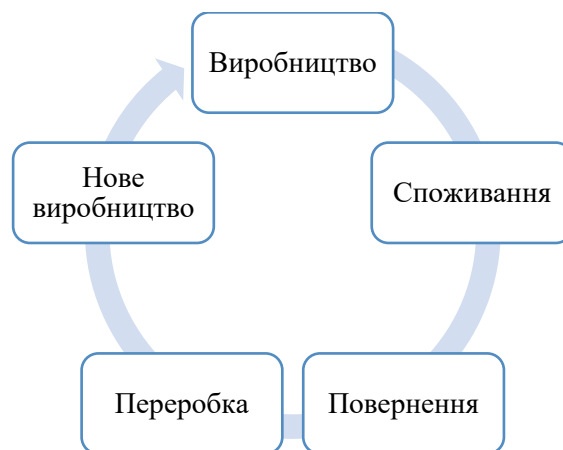 Виробництво
Споживання
Повернення
Переробка
Нове
виробництво